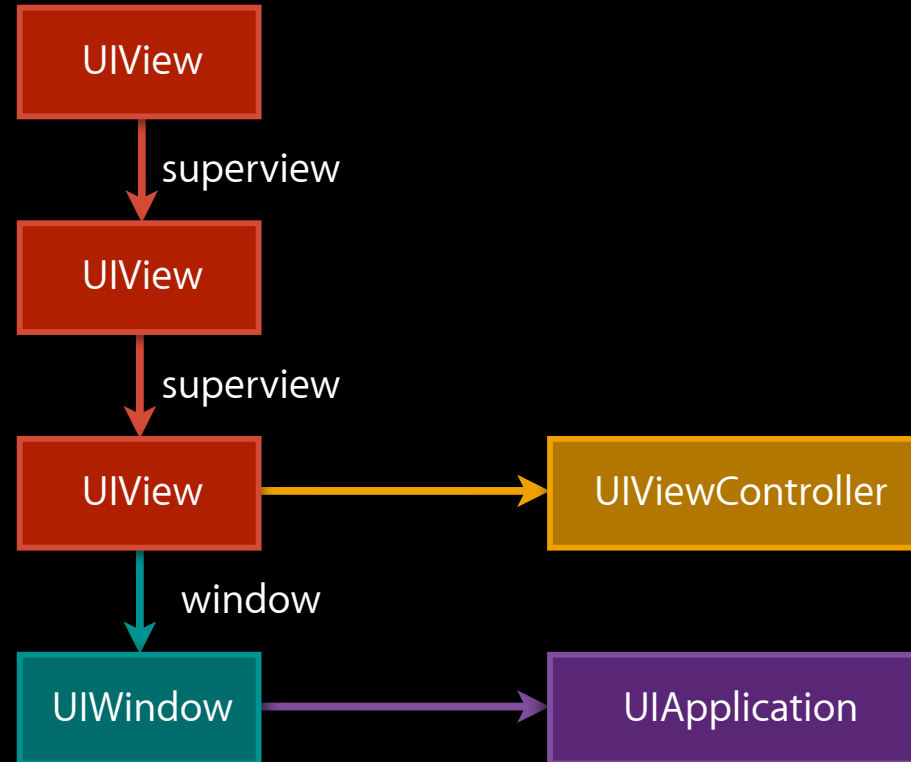 UIView
superview
UIView
superview
UIView
UIViewController
window
UIWindow
UIApplication